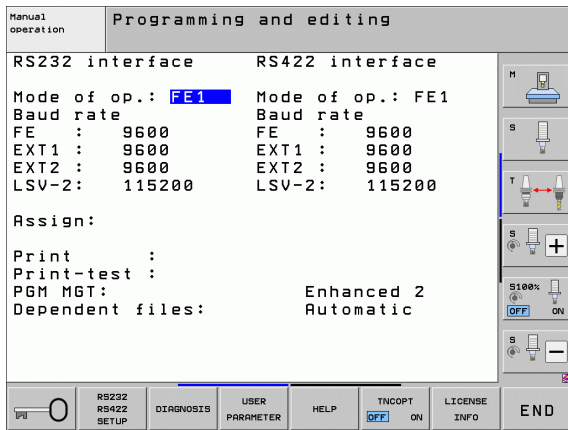 Manual
operation
Programming and editing
RS232 interface
RS422 interface
Mode of op.: FE1
Mode of op.: FE1
Baud rate
Baud rate
FE : 9600
FE : 9600
EXT1 : 9600
EXT1 : 9600
EXT2 : 9600
EXT2 : 9600
LSV-2: 115200
LSV-2: 115200
Assign:
Print :
Print-test :
PGM MGT: Enhanced 2
Dependent files: Automatic
M
S
T
S
+
S100%
OFF ON
S
−
RS232
RS422
SETUP
DIAGNOSIS
USER
PARAMETER
HELP
TNCOPT
OFF ON
LICENSE
INFO
END